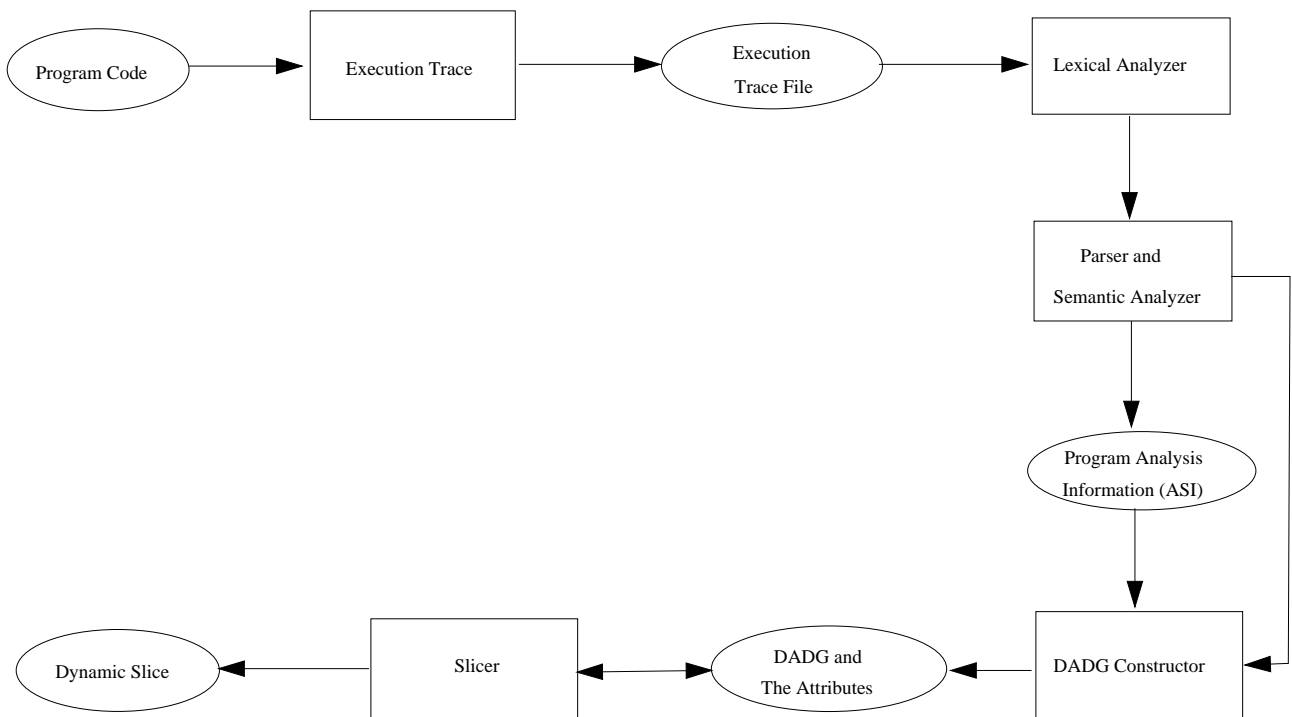 Program Code
Execution Trace
Execution
Trace File
Lexical Analyzer
Parser and
Semantic Analyzer
Program Analysis
Information (ASI)
DADG Constructor
DADG and
The Attributes
Slicer
Dynamic Slice